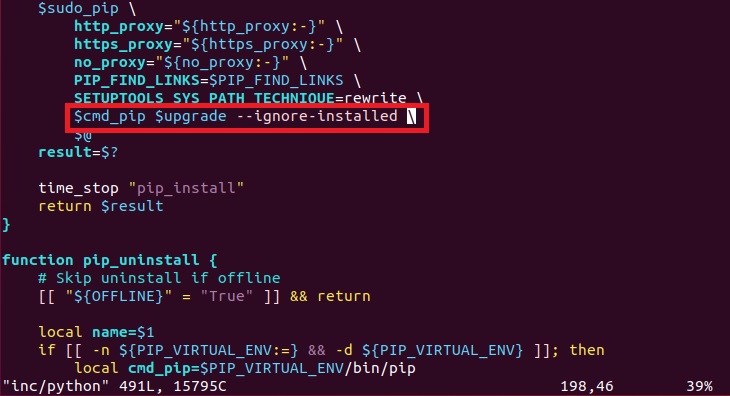 $sudo_pip \
http_proxy="${http_proxy:-}" \
https_proxy="${https_proxy:-}" \
no_proxy="${no_proxy:-}" \
PIP_FIND_LINKS=$PIP_FIND_LINKS \
SETUPTOOLS_SYS_PATH_TECHNIQUE=rewrite \
$cmd_pip $upgrade --ignore-installed \
$@
result=$?
time_stop "pip_install"
return $result
}
function pip_uninstall {
# Skip uninstall if offline
[[ "${OFFLINE}" = "True" ]] && return
local name=$1
if [[ -n ${PIP_VIRTUAL_ENV:=} && -d ${PIP_VIRTUAL_ENV} ]]; then
local cmd_pip=$PIP_VIRTUAL_ENV/bin/pip
"inc/python" 491L, 15795C 198,46 39%